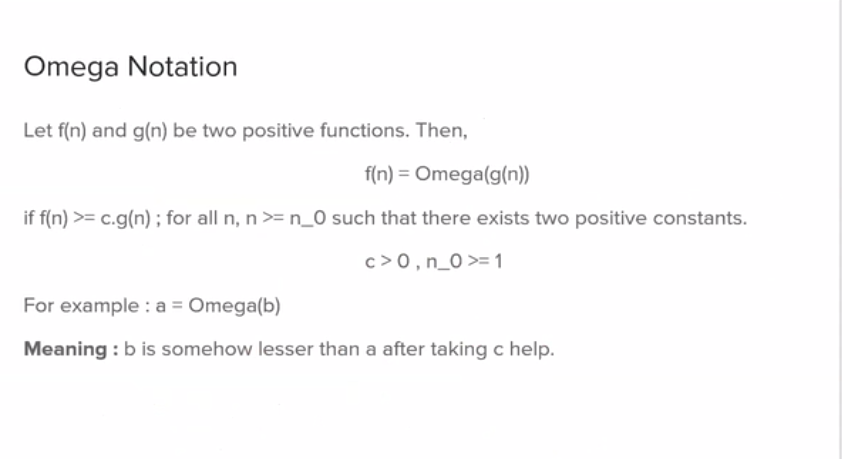 Omega Notation
Let f(n) and g(n) be two positive functions. Then,
f(n) = Omega(g(n))
if f(n) >= c.g(n) ; for all n, n >= n_0 such that there exists two positive constants.
c > 0 , n_0 >= 1
For example : a = Omega(b)
Meaning : b is somehow lesser than a after taking c help.